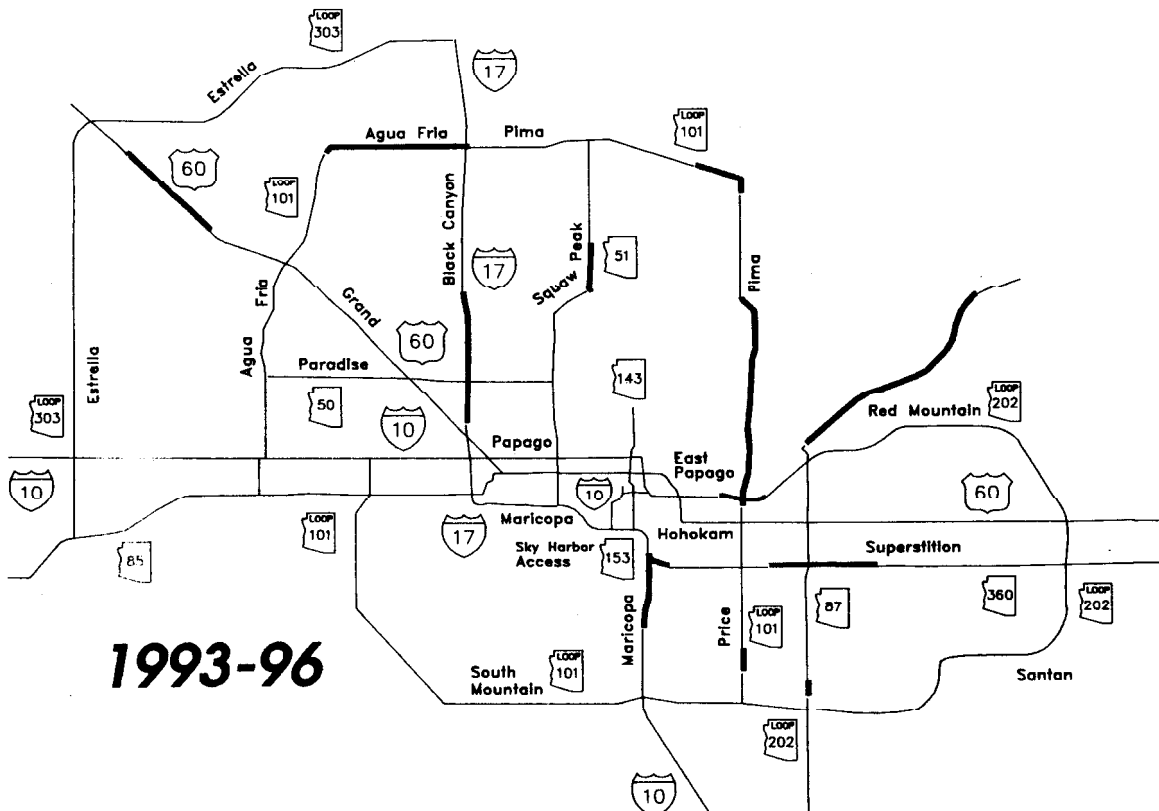 LOOP
303
Estrella
17
Agua Fria
Pima
LOOP
101
60
LOOP
101
Black Canyon
17
Squaw Peak
51
Pima
Agua Fria
Grand
60
Estrella
Paradise
143
LOOP
303
50
10
Red Mountain
LOOP
202
Papago
East
Papago
10
10
60
LOOP
101
17
Maricopa
Hohokam
85
Sky Harbor
Access
153
Superstition
360
LOOP
202
87
Maricopa
Price
LOOP
101
1993-96
South
Mountain
LOOP
101
Santan
LOOP
202
10